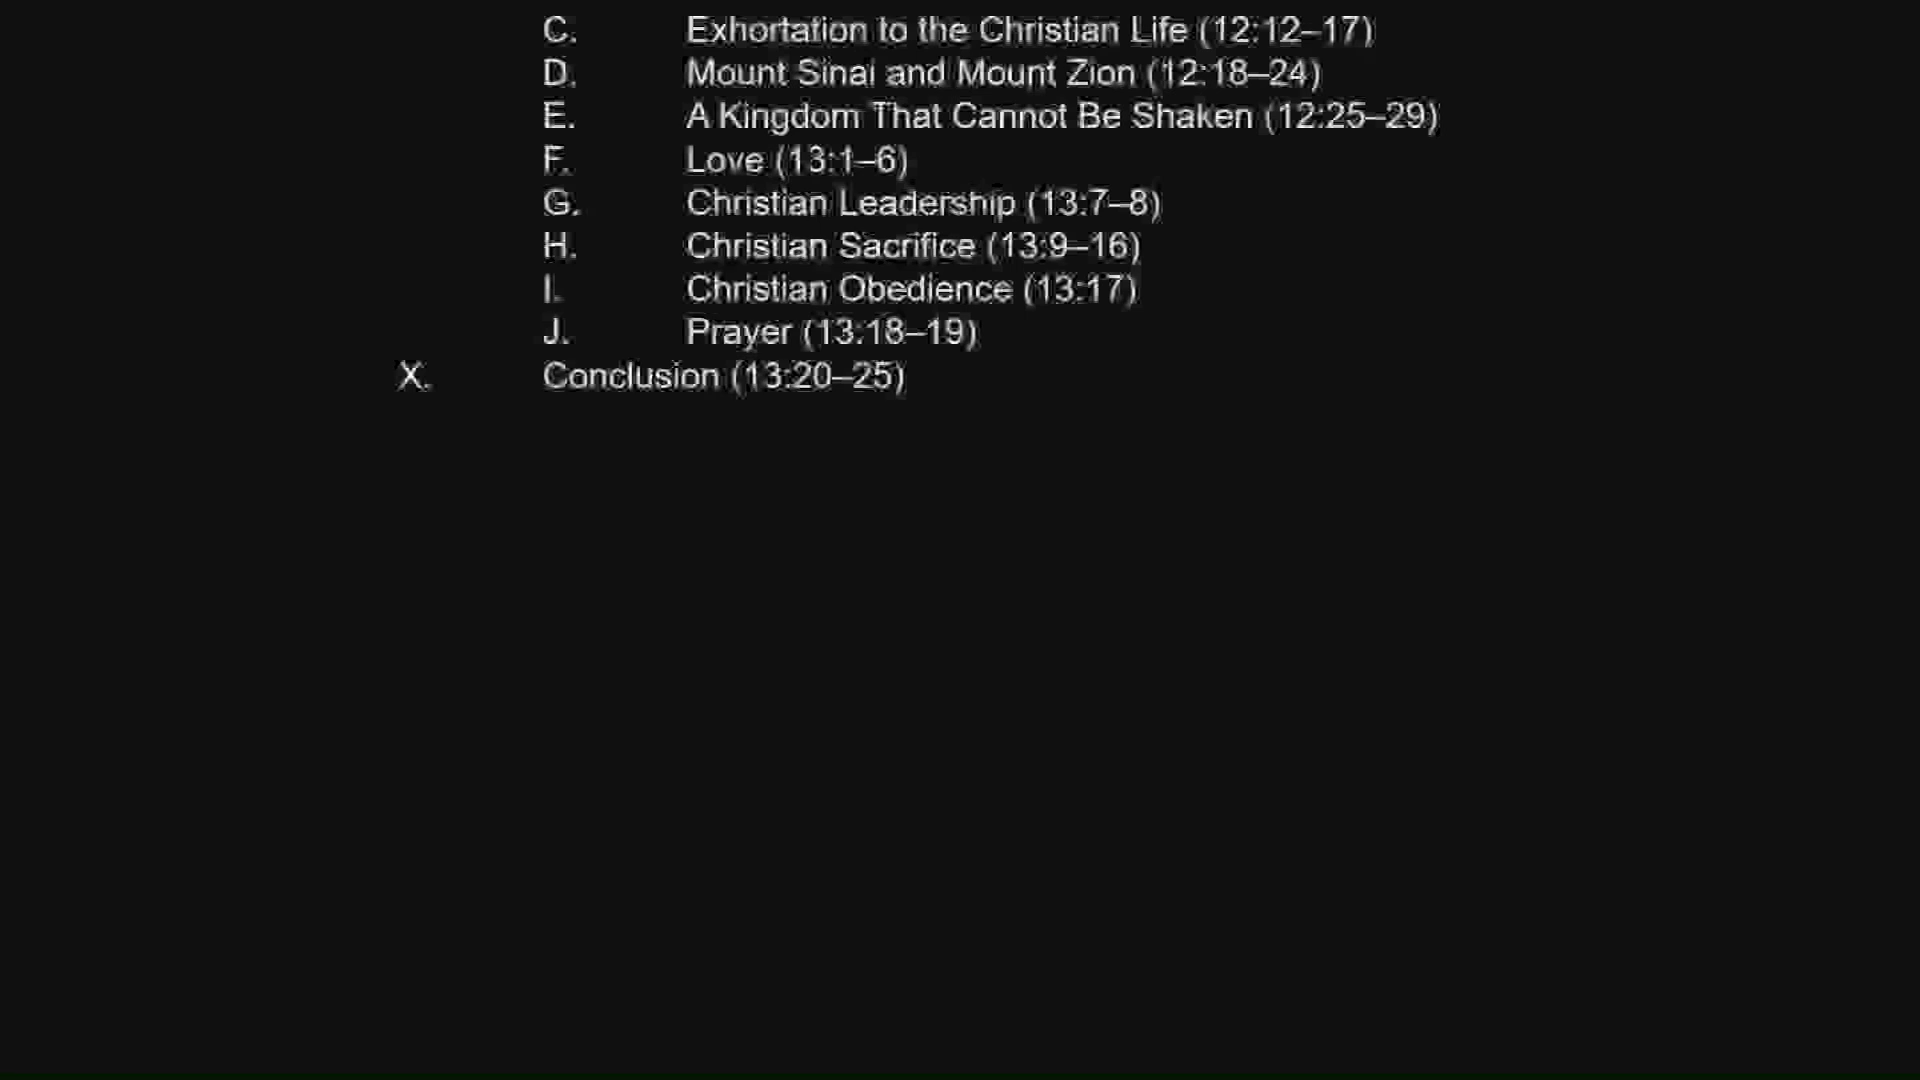 C. Exhortation to the Christian Life (12:12–17)
D. Mount Sinai and Mount Zion (12:18–24)
E. A Kingdom That Cannot Be Shaken (12:25–29)
F. Love (13:1–6)
G. Christian Leadership (13:7–8)
H. Christian Sacrifice (13:9–16)
I. Christian Obedience (13:17)
J. Prayer (13:18–19)
X. Conclusion (13:20–25)